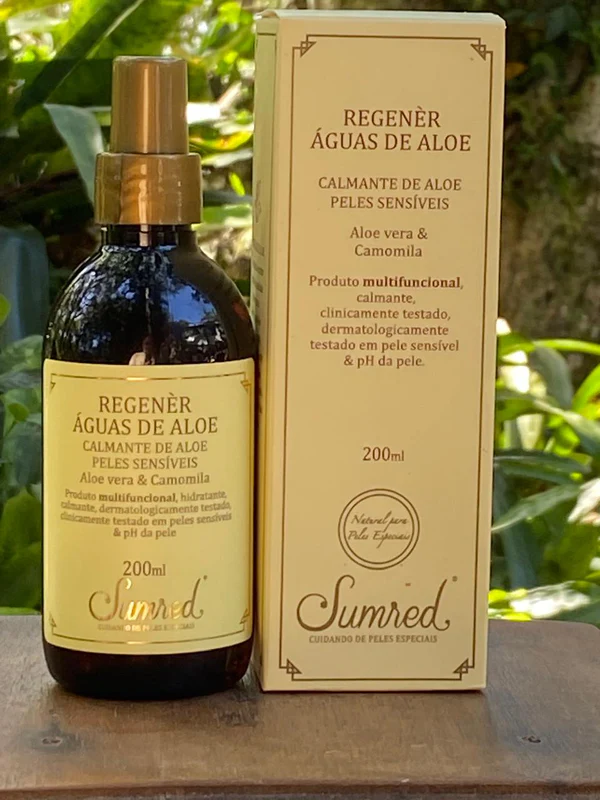 REGENÈR
ÁGUAS DE ALOE
CALMANTE DE ALOE
PELES SENSÍVEIS
Aloe vera & Camomila
Produto multifuncional, hidratante,
calmante, dermatologicamente testado,
clinicamente testado em peles sensíveis
& pH da pele
200ml
Sumrēd
CUIDANDO DE PELES ESPECIAIS
REGENÈR
ÁGUAS DE ALOE
CALMANTE DE ALOE
PELES SENSÍVEIS
Aloe vera &
Camomila
Produto multifuncional,
calmante,
clinicamente testado,
dermatologicamente
testado em pele sensível
& pH da pele.
200ml
Natural para
Peles Especiais
Sumrēd
CUIDANDO DE PELES ESPECIAIS